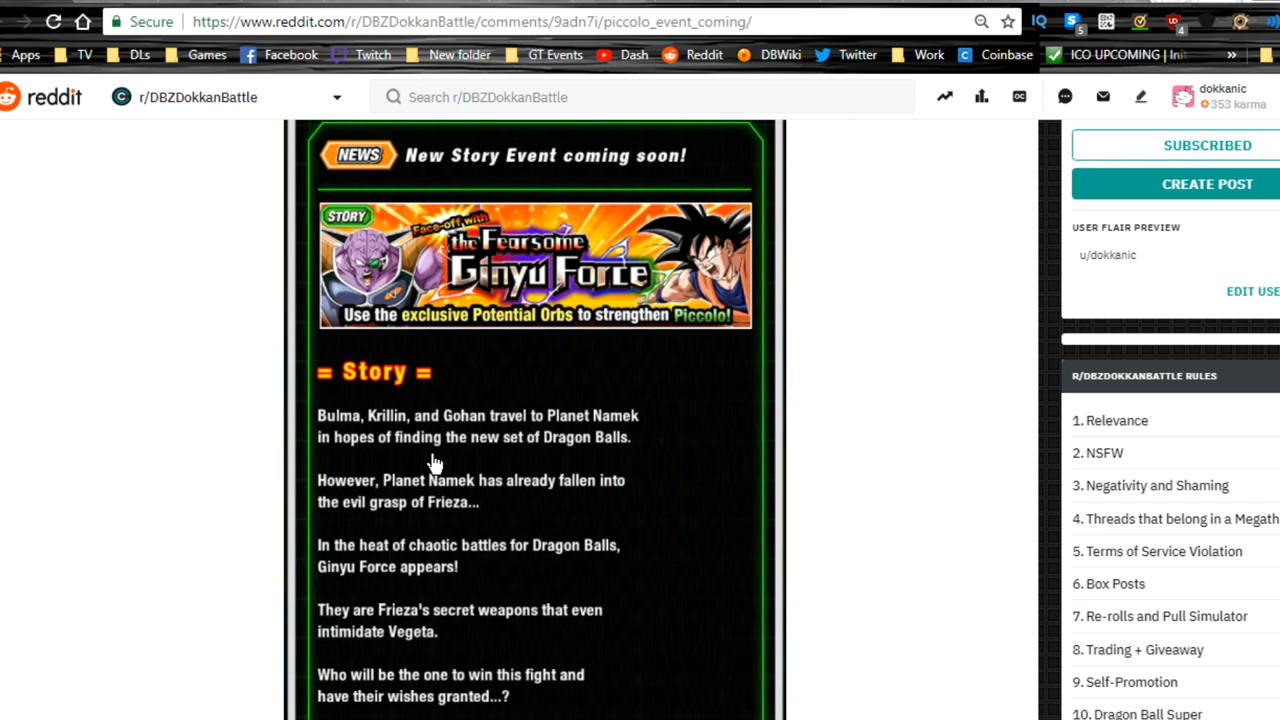 Secure
https://www.reddit.com/r/DBZDokkanBattle/comments/9adn7i/piccolo_event_coming/
5
4
Apps TV DLs Games Facebook Twitch New folder GT Events Dash Reddit DBWiki Twitter Work Coinbase ICO UPCOMING | Init »
reddit
r/DBZDokkanBattle
Search r/DBZDokkanBattle
dokkanic
353 karma
NEWS
New Story Event coming soon!
STORY
Face-off with
the Fearsome
Ginyu Force
Use the exclusive Potential Orbs to strengthen Piccolo!
= Story =
Bulma, Krillin, and Gohan travel to Planet Namek
in hopes of finding the new set of Dragon Balls.
However, Planet Namek has already fallen into
the evil grasp of Frieza...
In the heat of chaotic battles for Dragon Balls,
Ginyu Force appears!
They are Frieza's secret weapons that even
intimidate Vegeta.
Who will be the one to win this fight and
have their wishes granted...?
SUBSCRIBED
CREATE POST
USER FLAIR PREVIEW
u/dokkanic
EDIT USE
R/DBZDOKKANBATTLE RULES
1. Relevance
2. NSFW
3. Negativity and Shaming
4. Threads that belong in a Megath
5. Terms of Service Violation
6. Box Posts
7. Re-rolls and Pull Simulator
8. Trading + Giveaway
9. Self-Promotion
10. Dragon Ball Super